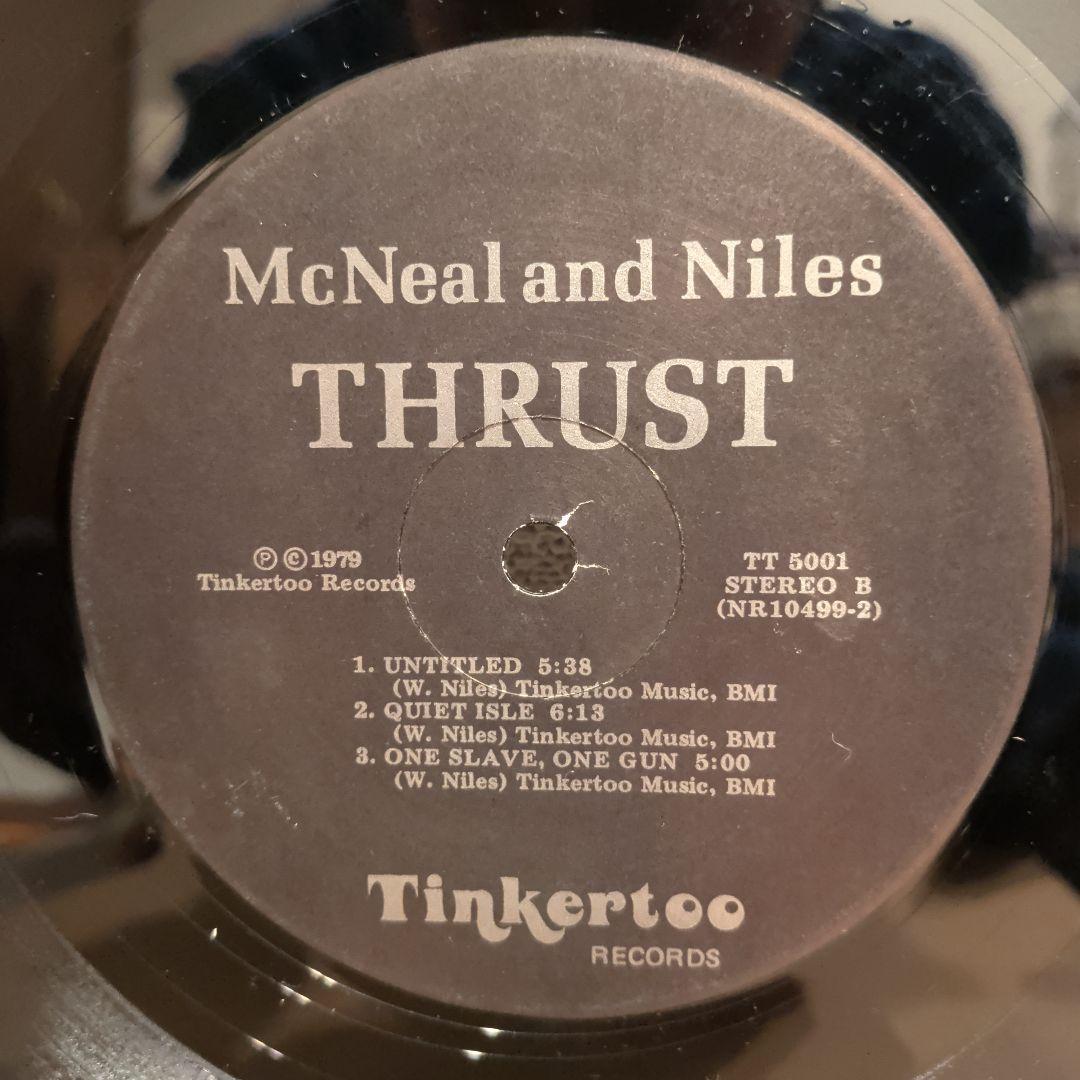 McNeal and Niles
THRUST
℗ © 1979
Tinkertoo Records
TT 5001
STEREO B
(NR10499-2)
1. UNTITLED 5:38
(W. Niles) Tinkertoo Music, BMI
2. QUIET ISLE 6:13
(W. Niles) Tinkertoo Music, BMI
3. ONE SLAVE, ONE GUN 5:00
(W. Niles) Tinkertoo Music, BMI
Tinkertoo
RECORDS